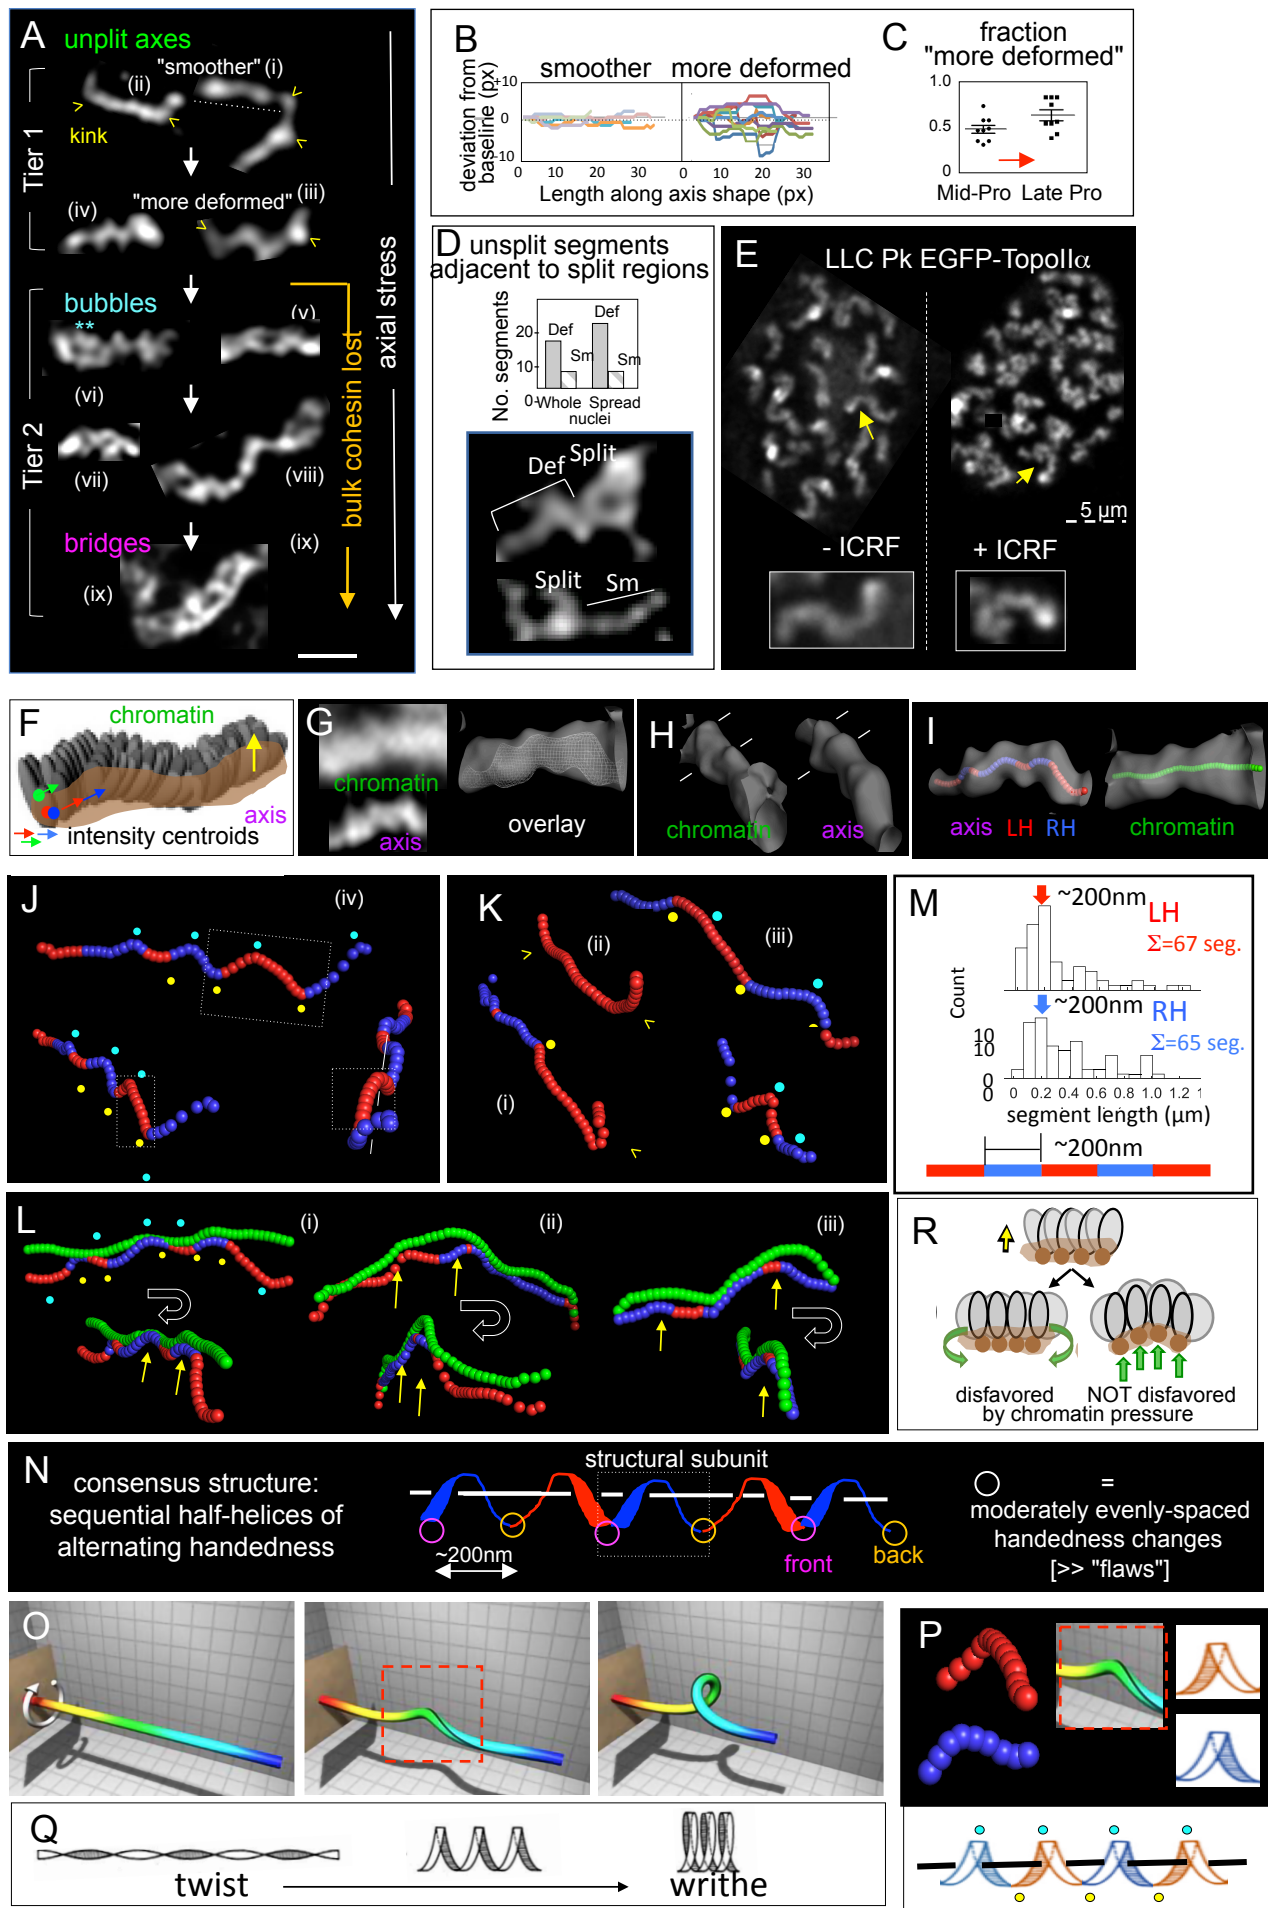 A
unplit axes
"smoother" (i)
(ii)
kink
Tier 1
"more deformed" (iii)
(iv)
axial stress
bubbles
**
(v)
(vi)
Tier 2
(vii)
(viii)
bulk cohesin lost
bridges
(ix)
(ix)
B
smoother
more deformed
deviation from
baseline (px)
+10
0
-10
0 10 20 30
0 10 20 30
Length along axis shape (px)
C
fraction
"more deformed"
1.0
0.5
0
Mid-Pro Late Pro
D unsplit segments
adjacent to split regions
No. segments
20
10
0
Def
Sm
Def
Sm
Whole Spread
nuclei
Split
Def
Split
Sm
E
LLC Pk EGFP-TopoIIα
5 µm
- ICRF
+ ICRF
F
chromatin
axis
intensity centroids
G
chromatin
axis
overlay
H
chromatin
axis
I
axis LH RH
chromatin
J
(iv)
K
(ii)
(iii)
(i)
L
(i)
(ii)
(iii)
M
~200nm
LH
Σ=67 seg.
~200nm
RH
Σ=65 seg.
Count
10
10
0
0
0 0.2 0.4 0.6 0.8 1.0 1.2 1
segment length (µm)
~200nm
R
disfavored
NOT disfavored
by chromatin pressure
N
consensus structure:
sequential half-helices of
alternating handedness
structural subunit
~200nm
front
back
=
moderately evenly-spaced
handedness changes
[>> "flaws"]
O
P
Q
twist
writhe